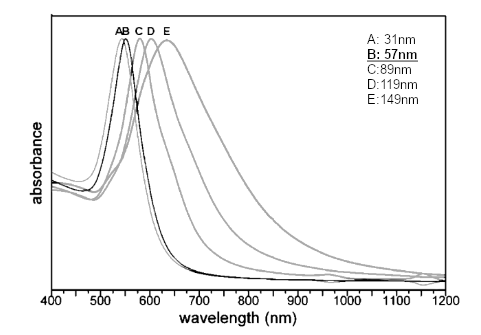 AB C D E
A: 31nm
B: 57nm
C:89nm
D:119nm
E:149nm
absorbance
400 500 600 700 800 900 1000 1100 1200
wavelength (nm)